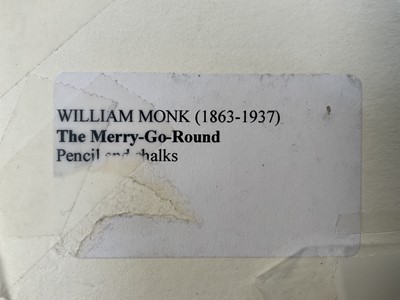 WILLIAM MONK (1863-1937)
The Merry-Go-Round
Pencil and chalks